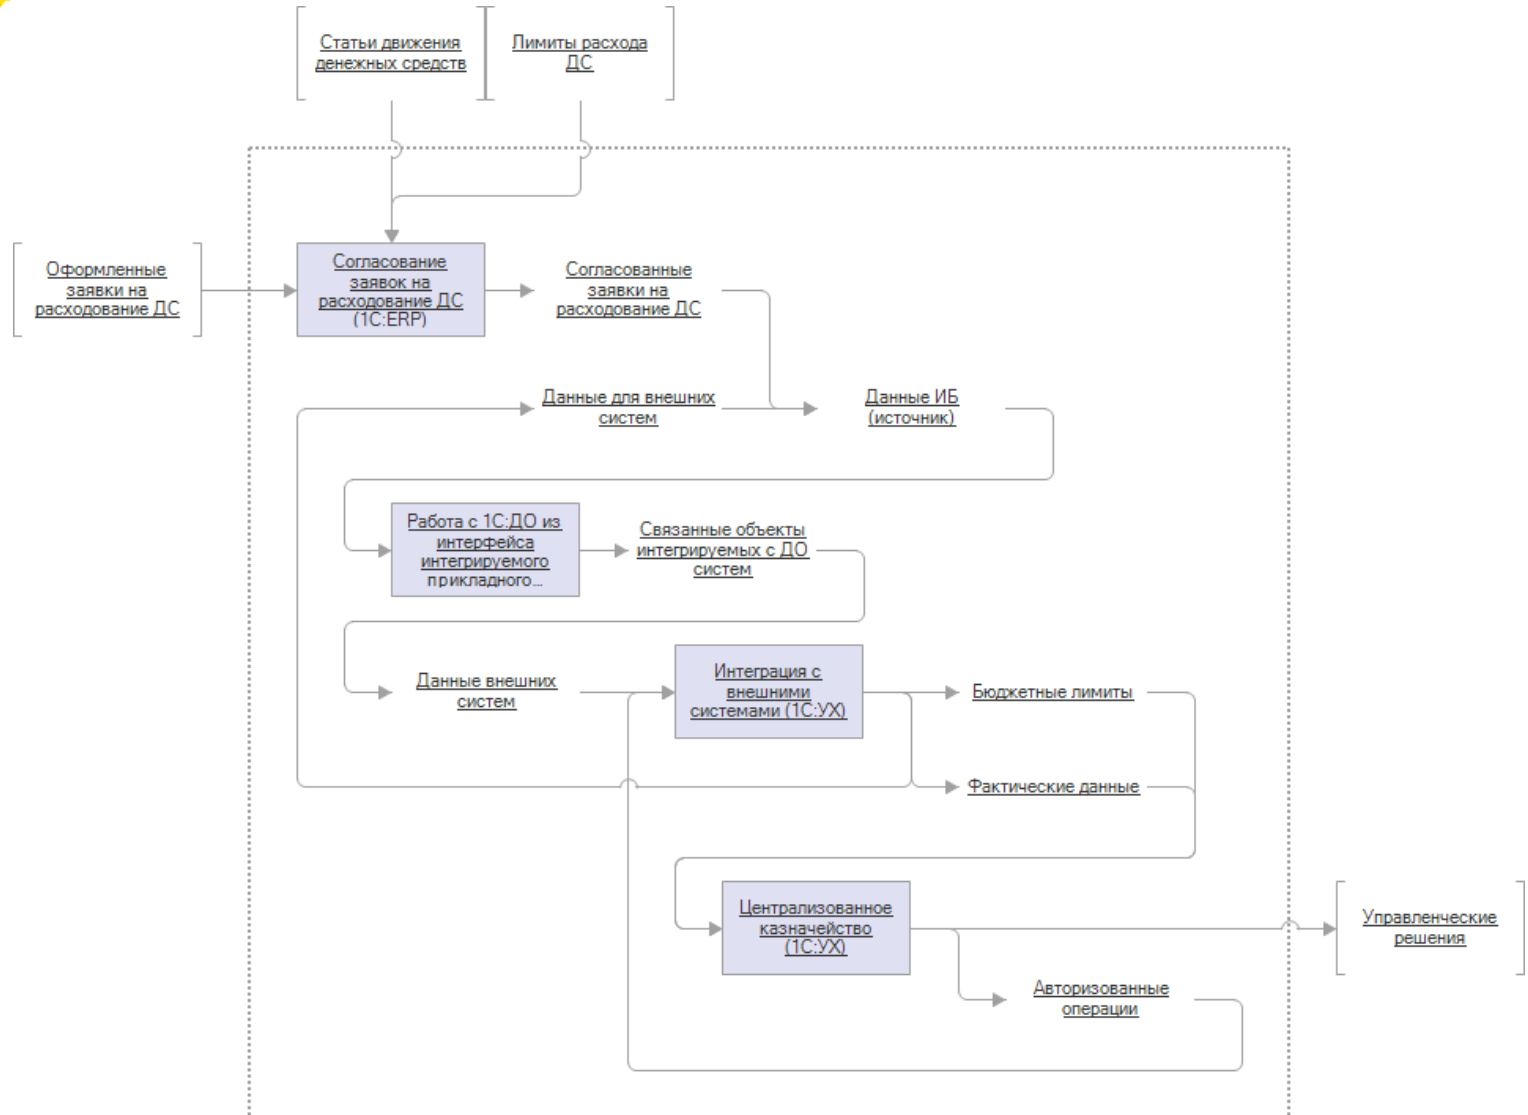 Статьи движения
денежных средств
Лимиты расхода
ДС
Оформленные
заявки на
расходование ДС
Согласование
заявок на
расходование ДС
(1С:ERP)
Согласованные
заявки на
расходование ДС
Данные для внешних
систем
Данные ИБ
(источник)
Работа с 1С:ДО из
интерфейса
интегрируемого
прикладного...
Связанные объекты
интегрируемых с ДО
систем
Данные внешних
систем
Интеграция с
внешними
системами (1С:УХ)
Бюджетные лимиты
Фактические данные
Централизованное
казначейство
(1С:УХ)
Управленческие
решения
Авторизованные
операции